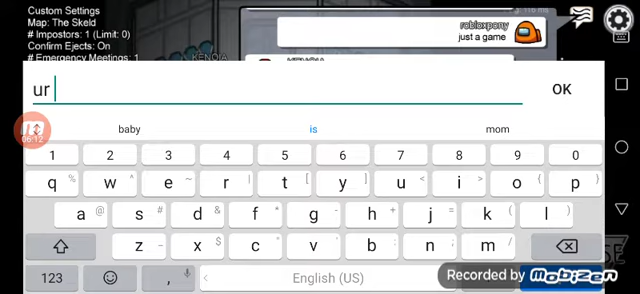 Custom Settings
Map: The Skeld
# Impostors: 1 (Limit: 0)
Confirm Ejects: On
# Emergency Meetings: 1
robloxpony
just a game
ur
OK
06:12
baby is mom
1 2 3 4 5 6 7 8 9 0
q % w ^ e ~ r | t [ y ] u < i > o { p }
a @ s # d & f * g - h + j = k ( l )
z _ x $ c " v ' b : n ; m /
123 , English (US)
Recorded by Mobizen